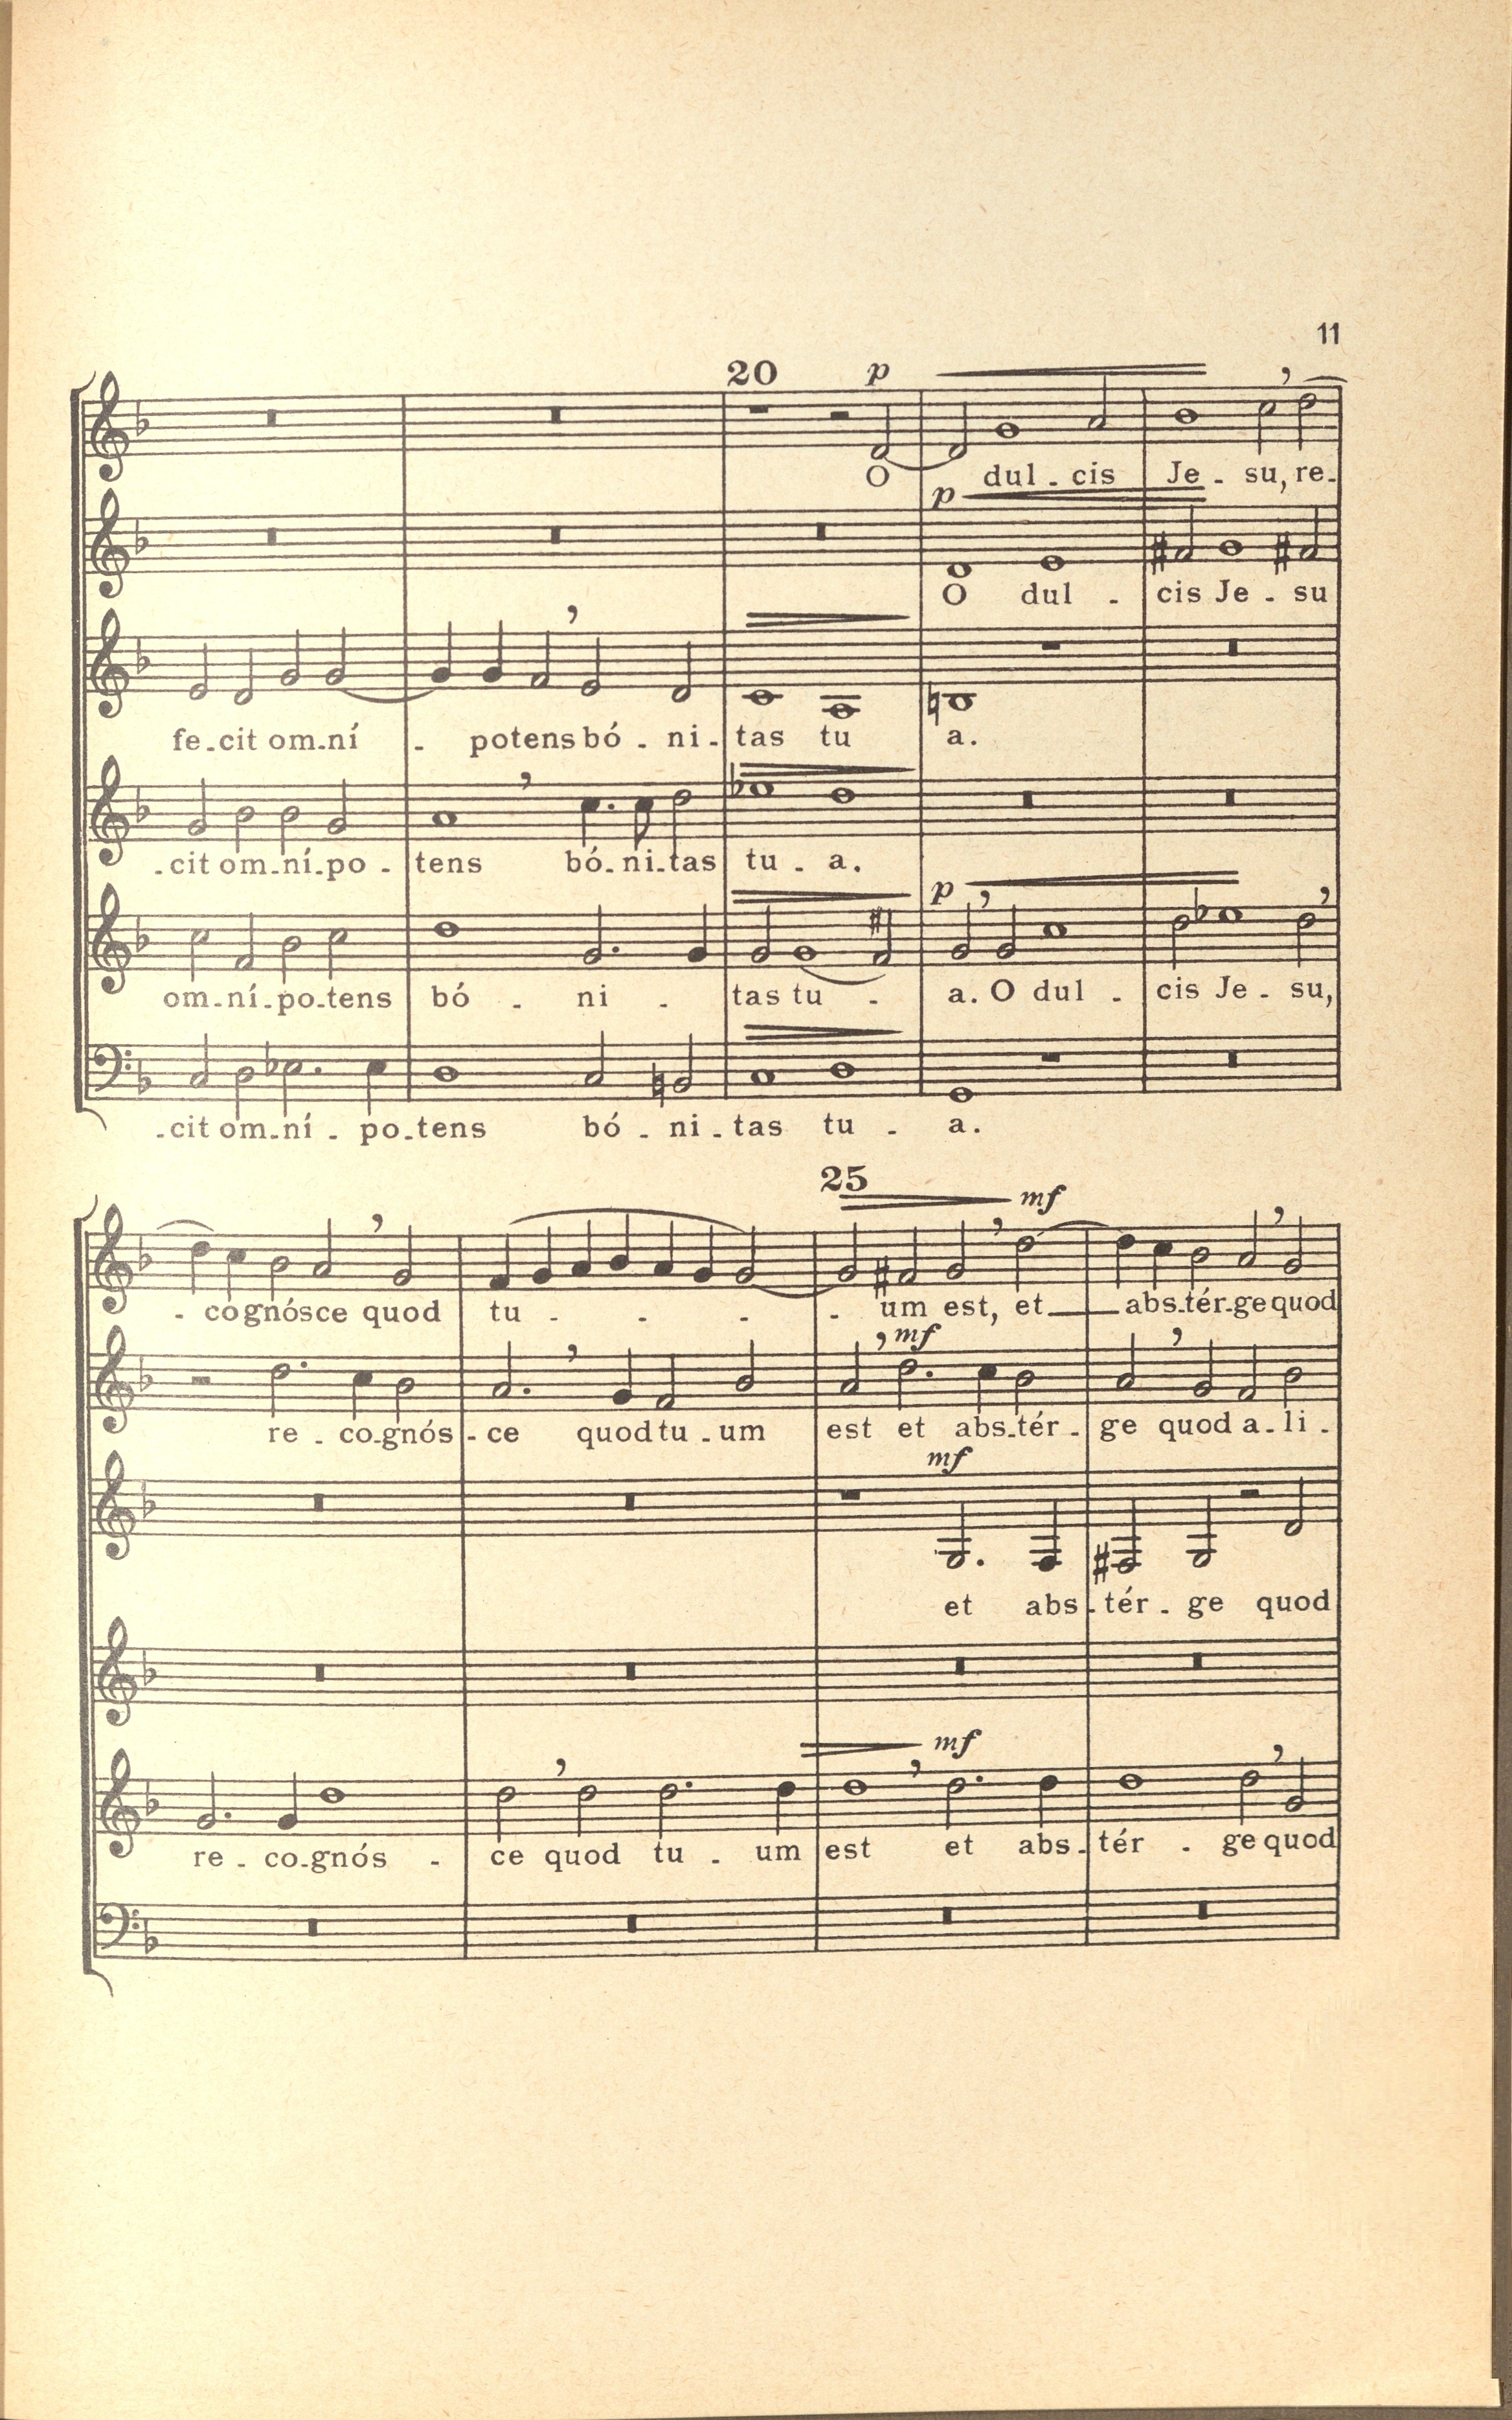 11
20 p
O dul - cis Je - su, re-
p
O dul - cis Je - su
fe-cit om-ní - potens bó - ni-tas tu a.
-cit om-ní-po - tens bó-ni-tas tu - a.
p
om-ní-po-tens bó - ni - tas tu - a. O dul - cis Je - su,
-cit om-ní - po-tens bó - ni - tas tu - a.
25 mf
- cognósce quod tu - - - - um est, et abs-tér-ge quod
mf
re - co-gnós - ce quod tu - um est et abs-tér - ge quod a - li -
mf
et abs - tér - ge quod
mf
re - co-gnós - ce quod tu - um est et abs-tér - ge quod